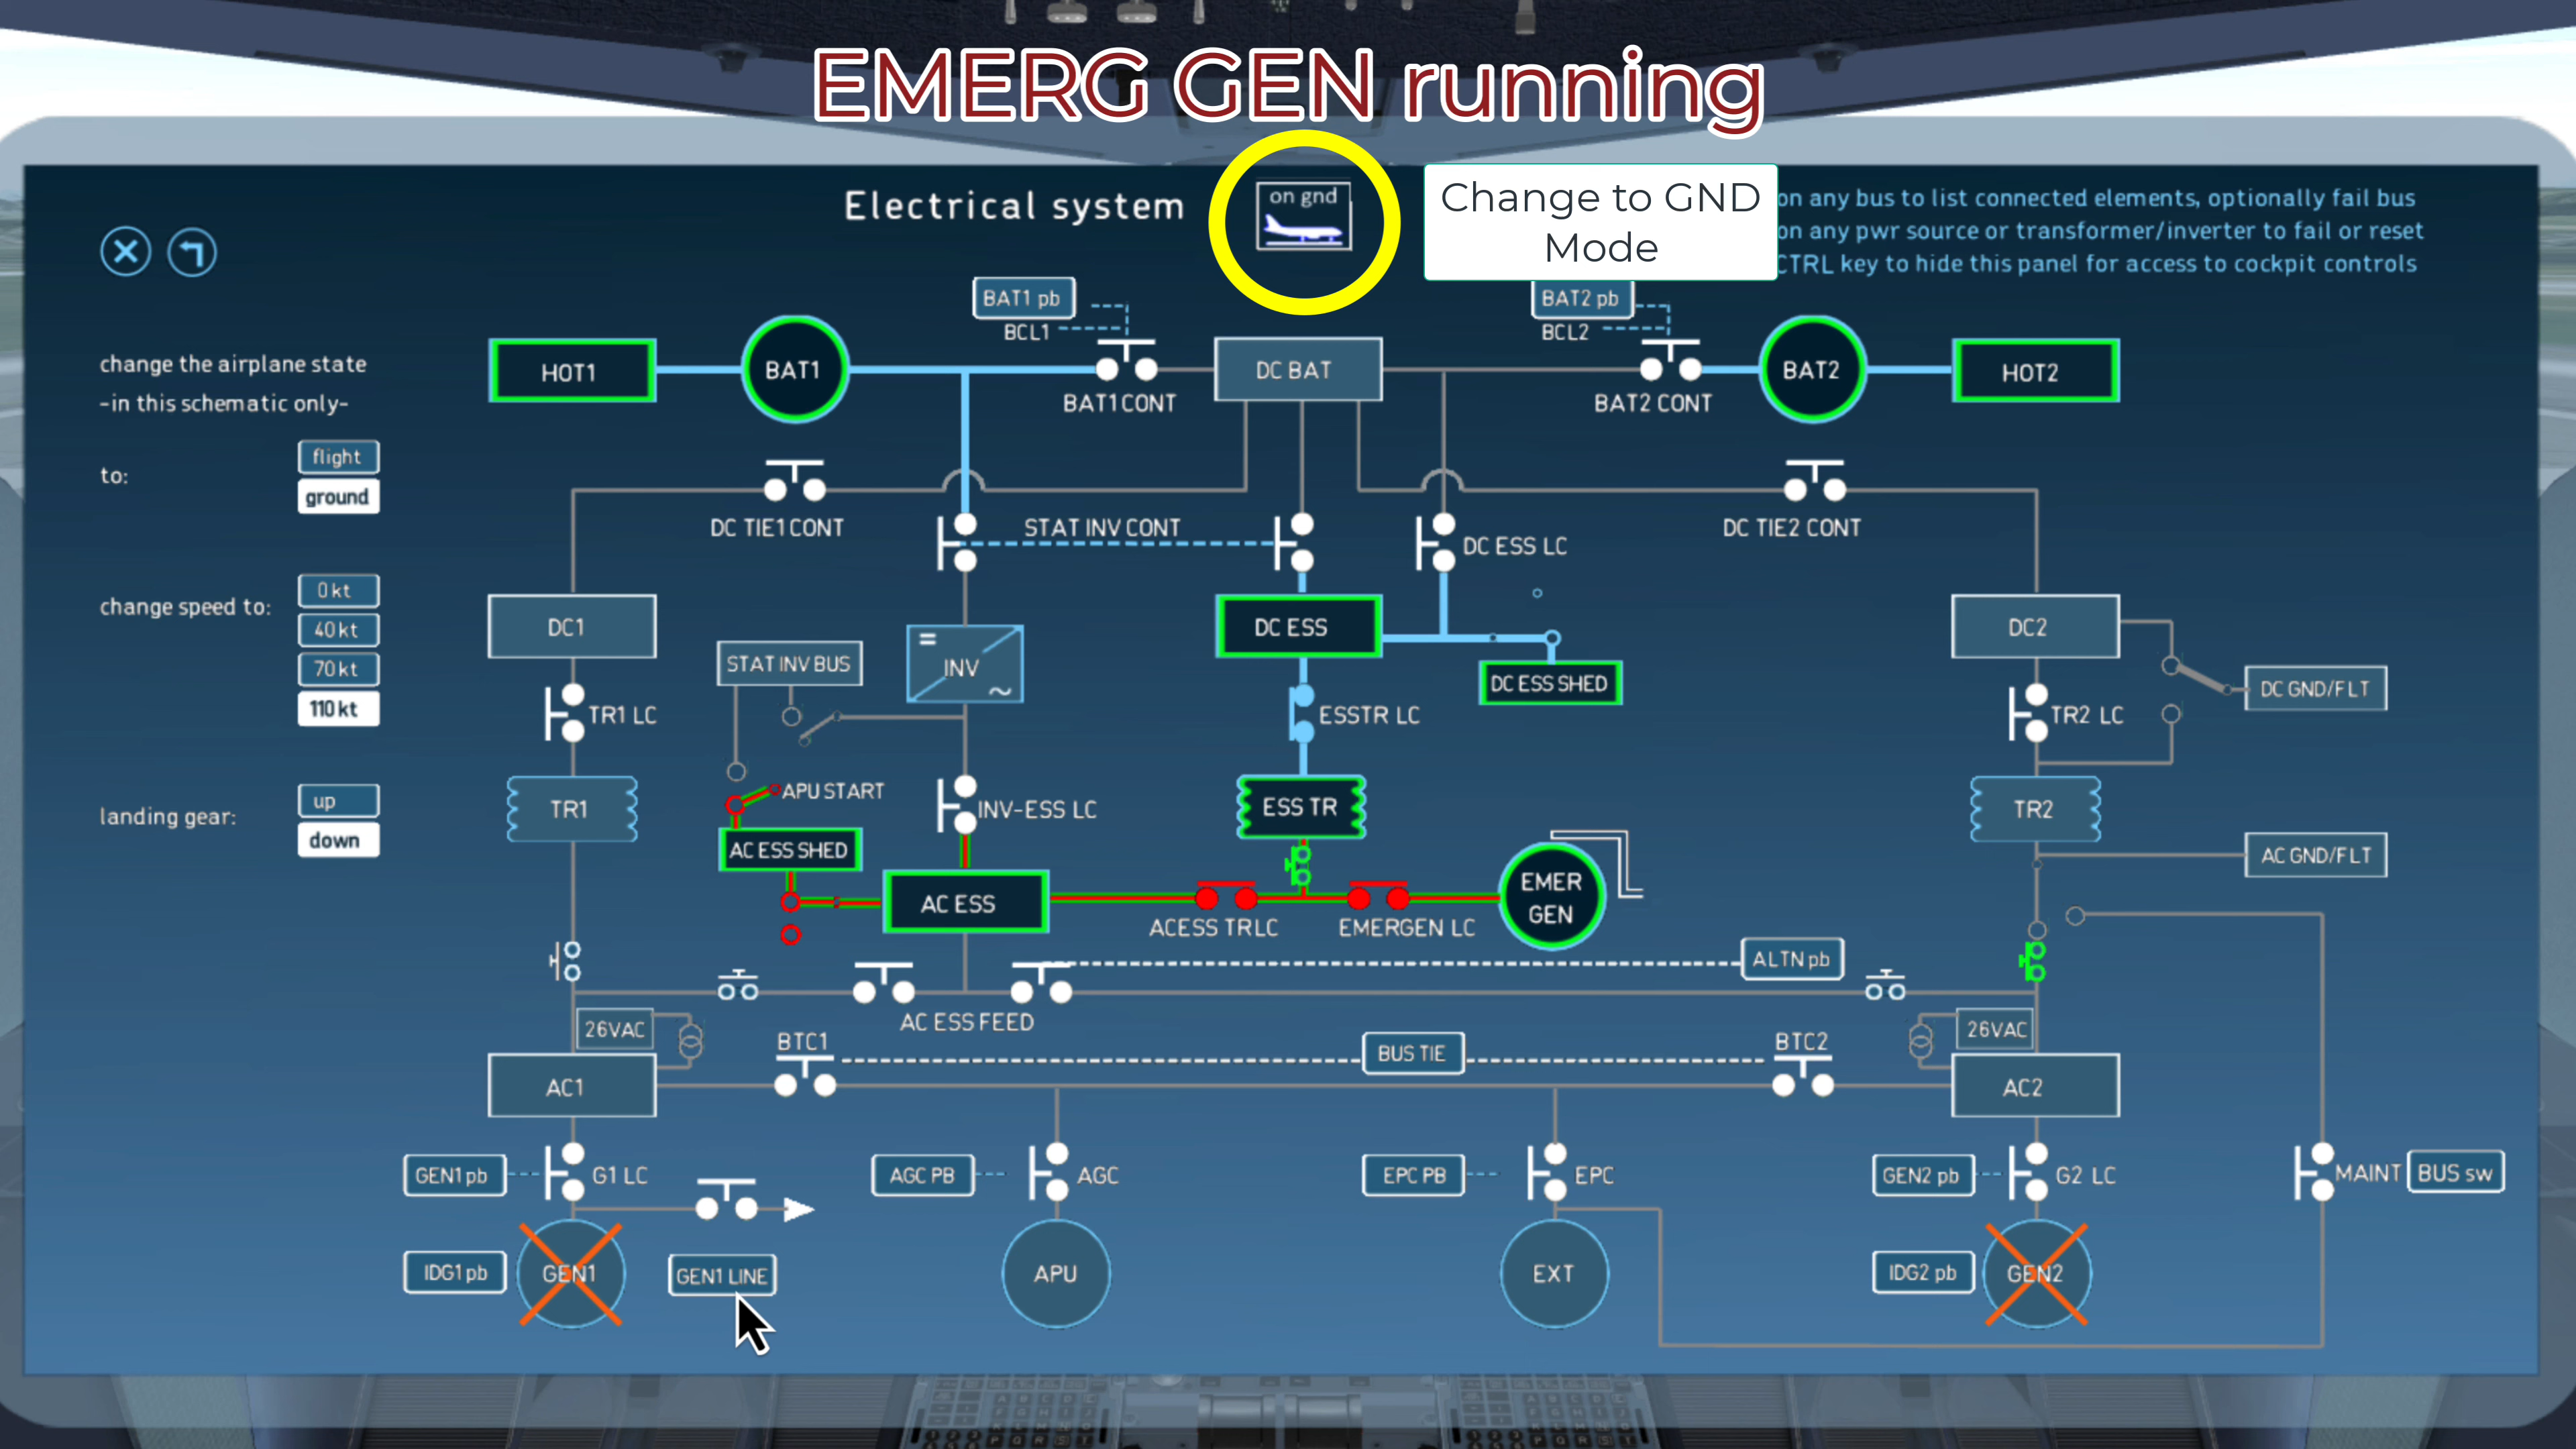 EMERG GEN running
Electrical system
on gnd
Change to GND
Mode
on any bus to list connected elements, optionally fail bus
on any pwr source or transformer/inverter to fail or reset
CTRL key to hide this panel for access to cockpit controls
BAT1 pb
BCL1
BAT2 pb
BCL2
change the airplane state
-in this schematic only-
HOT1
BAT1
BAT1 CONT
DC BAT
BAT2 CONT
BAT2
HOT2
to:
flight
ground
DC TIE1 CONT
STAT INV CONT
DC ESS LC
DC TIE2 CONT
change speed to:
0 kt
40 kt
70 kt
110 kt
DC1
STAT INV BUS
INV
DC ESS
DC ESS SHED
DC2
DC GND/FLT
TR1 LC
ESSTR LC
TR2 LC
landing gear:
up
down
TR1
APU START
INV-ESS LC
ESS TR
TR2
AC ESS SHED
AC GND/FLT
AC ESS
ACESS TRLC
EMERGEN LC
EMER
GEN
ALTN pb
AC ESS FEED
26VAC
26VAC
BTC1
BUS TIE
BTC2
AC1
AC2
GEN1 pb
G1 LC
AGC PB
AGC
EPC PB
EPC
GEN2 pb
G2 LC
MAINT
BUS sw
IDG1 pb
GEN1
GEN1 LINE
APU
EXT
IDG2 pb
GEN2